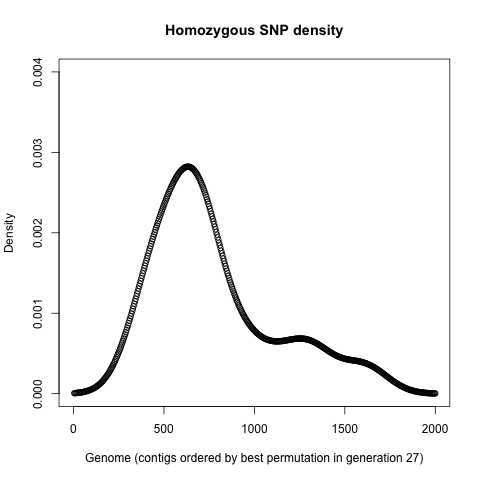 Homozygous SNP density
Density
0.004
0.003
0.002
0.001
0.000
0 500 1000 1500 2000
Genome (contigs ordered by best permutation in generation 27)